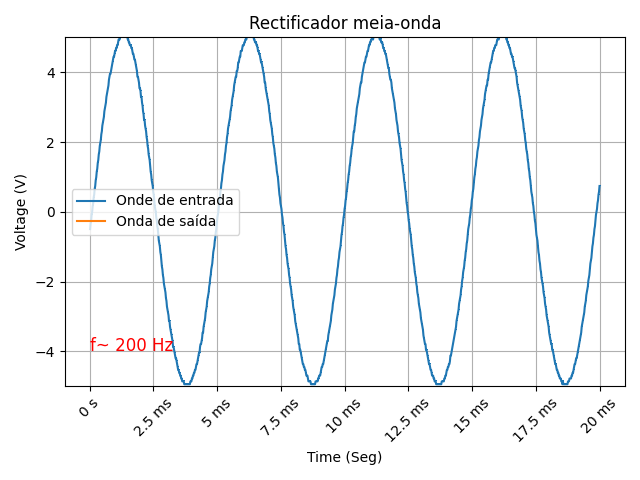 Rectificador meia-onda
Voltage (V)
4
2
0
−2
−4
Onde de entrada
Onda de saída
f~ 200 Hz
0 s
2.5 ms
5 ms
7.5 ms
10 ms
12.5 ms
15 ms
17.5 ms
20 ms
Time (Seg)